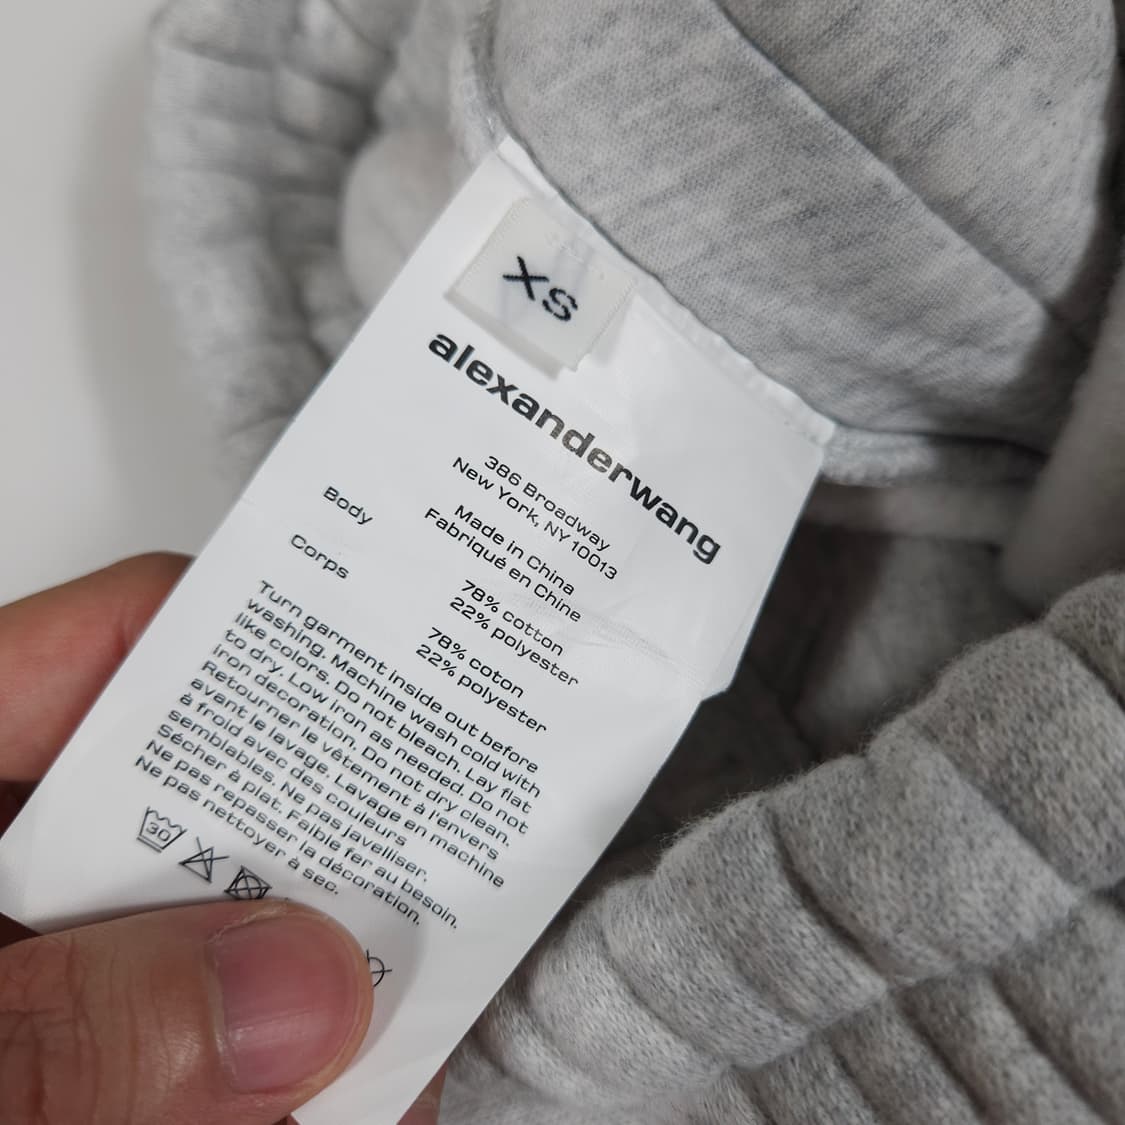 XS
alexanderwang
386 Broadway
New York, NY 10013
Made in China
Fabriqué en Chine
Body
78% cotton
22% polyester
Corps
78% coton
22% polyester
Turn garment inside out before
washing. Machine wash cold with
like colors. Do not bleach. Lay flat
to dry. Low iron as needed. Do not
iron decoration. Do not dry clean.
Retourner le vêtement à l'envers
avant le lavage. Lavage en machine
à froid avec des couleurs
semblables. Ne pas javelliser.
Sécher à plat. Faible fer au besoin.
Ne pas repasser la décoration.
Ne pas nettoyer à sec.
30